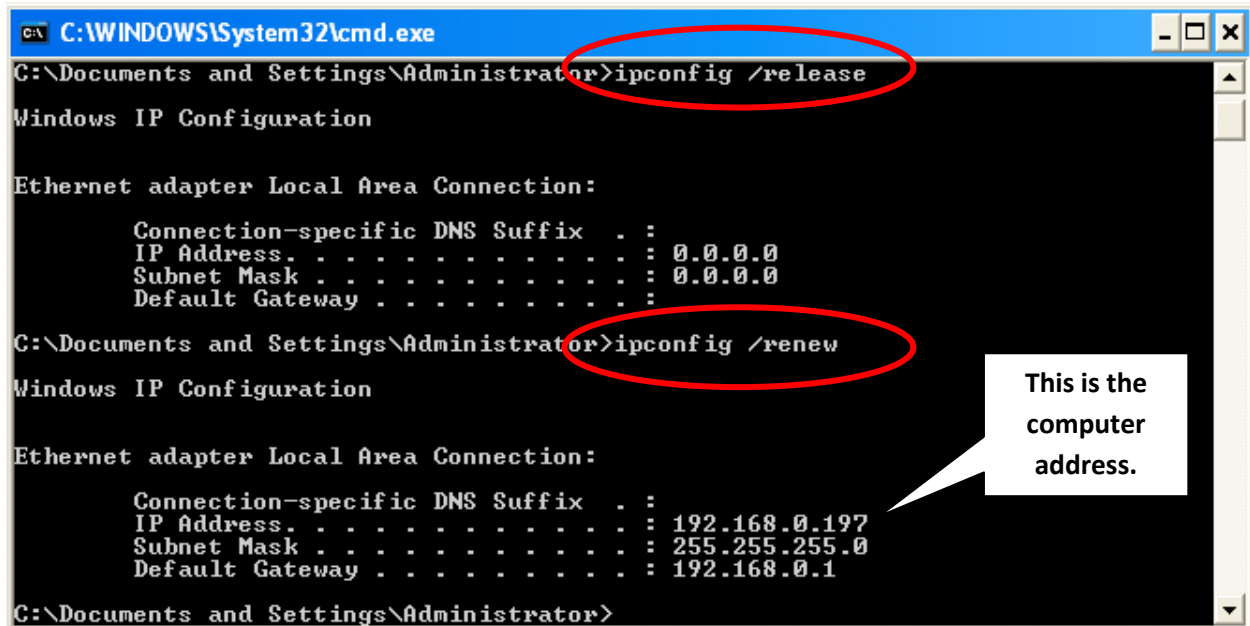 C:\WINDOWS\System32\cmd.exe
C:\Documents and Settings\Administrator>ipconfig /release
Windows IP Configuration
Ethernet adapter Local Area Connection:
Connection-specific DNS Suffix  . :
IP Address. . . . . . . . . . . . : 0.0.0.0
Subnet Mask . . . . . . . . . . . : 0.0.0.0
Default Gateway . . . . . . . . . :
C:\Documents and Settings\Administrator>ipconfig /renew
Windows IP Configuration
Ethernet adapter Local Area Connection:
Connection-specific DNS Suffix  . :
IP Address. . . . . . . . . . . . : 192.168.0.197
Subnet Mask . . . . . . . . . . . : 255.255.255.0
Default Gateway . . . . . . . . . : 192.168.0.1
C:\Documents and Settings\Administrator>
This is the
computer
address.